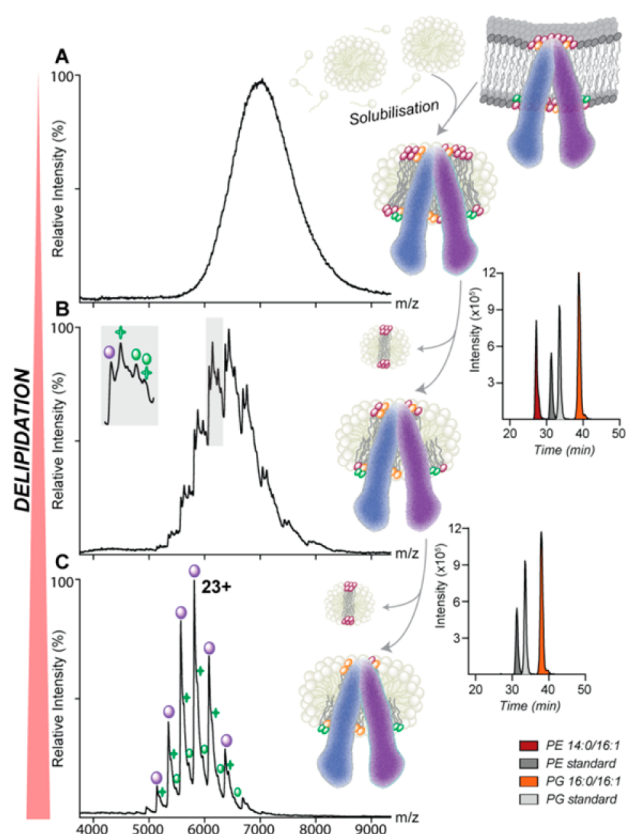 DELIPIDATION
A
100
Relative Intensity (%)
m/z
Solubilisation
B
100
Relative Intensity (%)
m/z
12
9
6
3
Intensity (x10⁵)
20 30 40 50
Time (min)
C
100
23+
Relative Intensity (%)
m/z
4000 5000 6000 7000 8000 9000
12
9
6
3
Intensity (x10⁵)
20 30 40 50
Time (min)
PE 14:0/16:1
PE standard
PG 16:0/16:1
PG standard